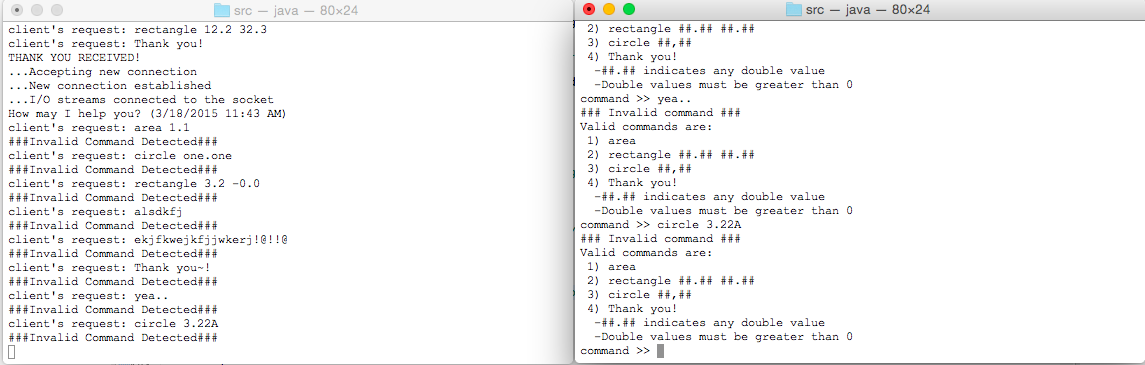 src — java — 80×24
client's request: rectangle 12.2 32.3
client's request: Thank you!
THANK YOU RECEIVED!
...Accepting new connection
...New connection established
...I/O streams connected to the socket
How may I help you? (3/18/2015 11:43 AM)
client's request: area 1.1
###Invalid Command Detected###
client's request: circle one.one
###Invalid Command Detected###
client's request: rectangle 3.2 -0.0
###Invalid Command Detected###
client's request: alsdkfj
###Invalid Command Detected###
client's request: ekjfkwejkfjjwkerj!@!!@
###Invalid Command Detected###
client's request: Thank you~!
###Invalid Command Detected###
client's request: yea..
###Invalid Command Detected###
client's request: circle 3.22A
###Invalid Command Detected###
src — java — 80×24
2) rectangle ##.## ##.##
3) circle ##,##
4) Thank you!
-##.## indicates any double value
-Double values must be greater than 0
command >> yea..
### Invalid command ###
Valid commands are:
1) area
2) rectangle ##.## ##.##
3) circle ##,##
4) Thank you!
-##.## indicates any double value
-Double values must be greater than 0
command >> circle 3.22A
### Invalid command ###
Valid commands are:
1) area
2) rectangle ##.## ##.##
3) circle ##,##
4) Thank you!
-##.## indicates any double value
-Double values must be greater than 0
command >>